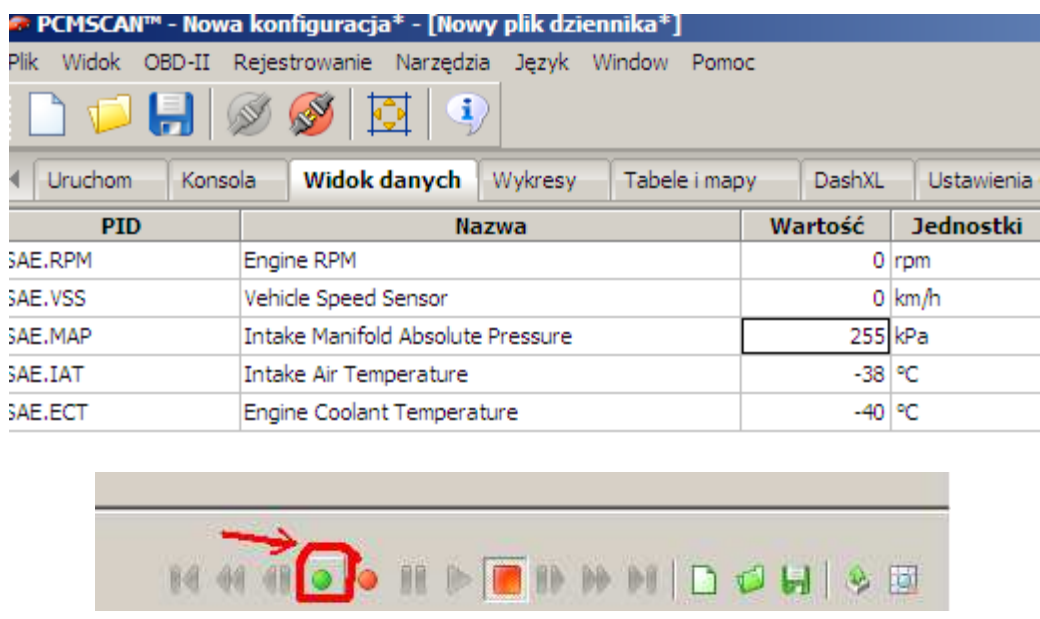 PCMSCAN™ - Nowa konfiguracja* - [Nowy plik dziennika*]
Plik Widok OBD-II Rejestrowanie Narzędzia Język Window Pomoc
Uruchom Konsola Widok danych Wykresy Tabele i mapy DashXL Ustawienia
PID Nazwa Wartość Jednostki
SAE.RPM Engine RPM 0 rpm
SAE.VSS Vehicle Speed Sensor 0 km/h
SAE.MAP Intake Manifold Absolute Pressure 255 kPa
SAE.IAT Intake Air Temperature -38 °C
SAE.ECT Engine Coolant Temperature -40 °C